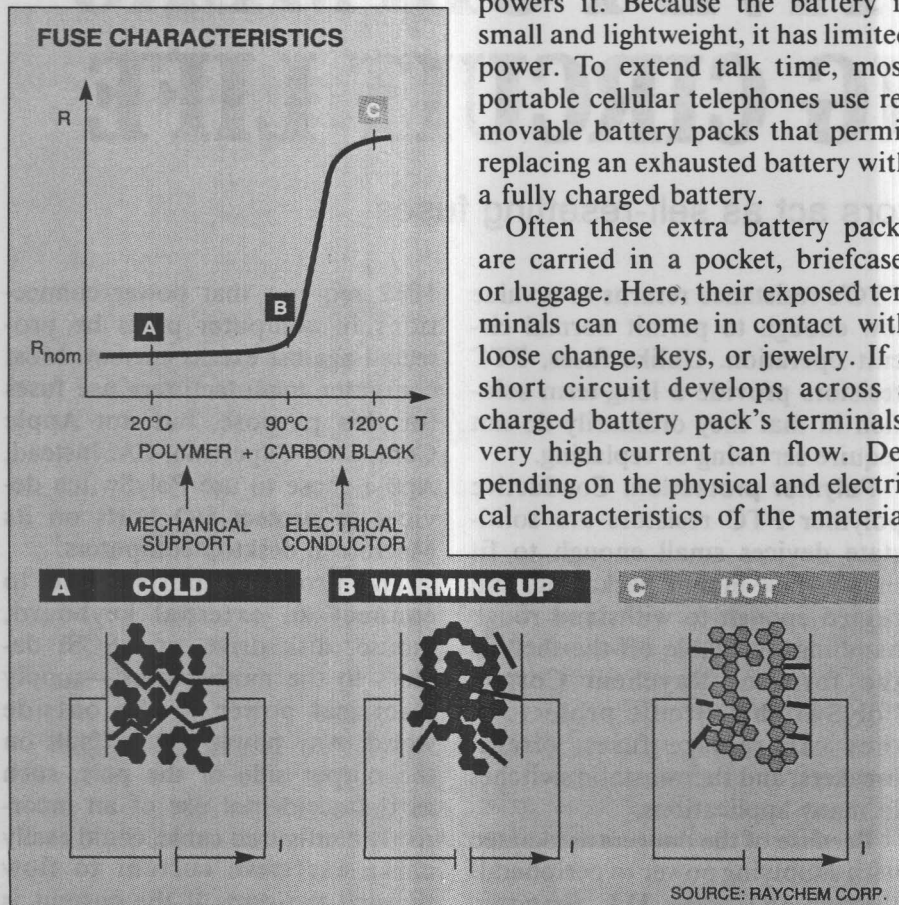 FUSE CHARACTERISTICS
R
C
B
A
Rnom
20°C 90°C 120°C T
POLYMER + CARBON BLACK
MECHANICAL ELECTRICAL
SUPPORT CONDUCTOR
powers it. Because the battery
small and lightweight, it has limited
power. To extend talk time,
portable cellular telephones use re-
movable battery packs that
replacing an exhausted battery with
a fully charged battery.
Often these extra battery
are carried in a pocket, briefcase
or luggage. Here, their exposed ter-
minals can come in contact with
loose change, keys, or jewelry. If
short circuit develops across
charged battery pack's terminals
very high current can flow. De-
pending on the physical and electri-
cal characteristics of the
A COLD
B WARMING UP
C HOT
I
I
SOURCE: RAYCHEM CORP.